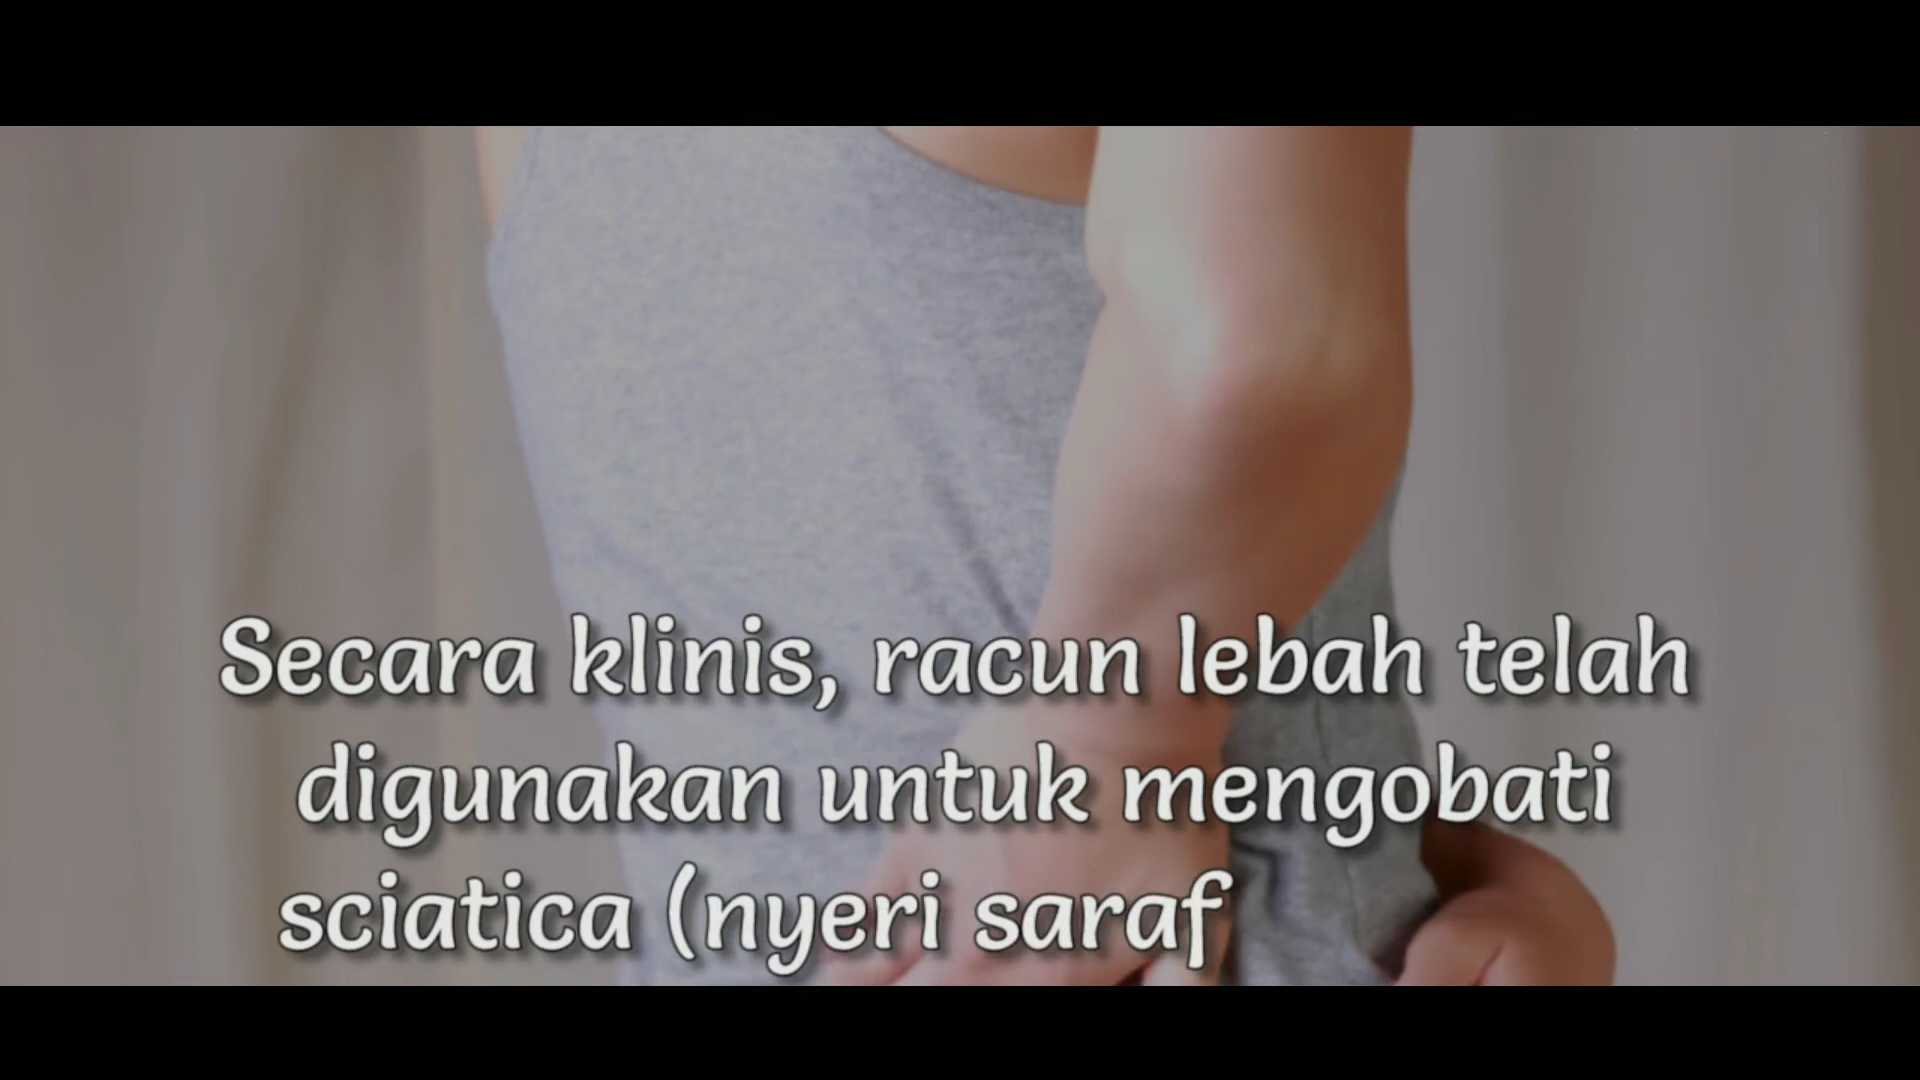 Secara klinis, racun lebah telah
digunakan untuk mengobati
sciatica (nyeri saraf